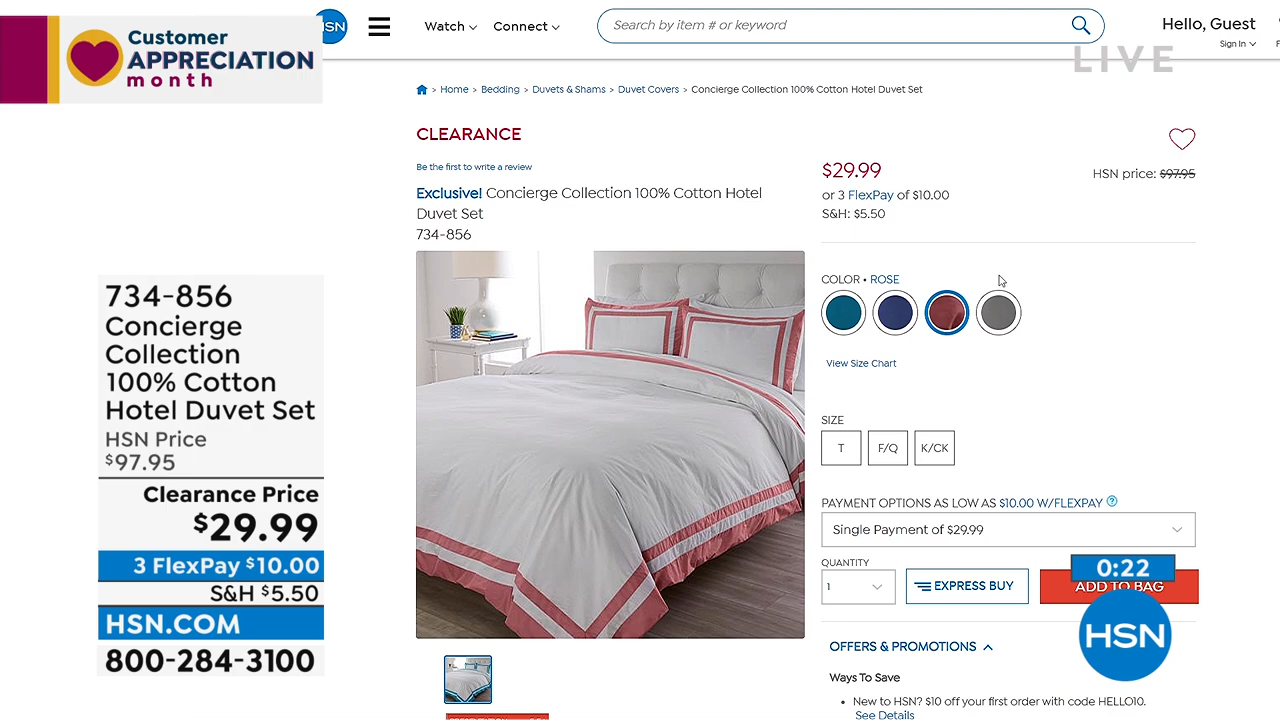 Customer
APPRECIATION
month
HSN
Watch
Connect
Search by item # or keyword
Hello, Guest
Sign In
LIVE
> Home > Bedding > Duvets & Shams > Duvet Covers > Concierge Collection 100% Cotton Hotel Duvet Set
CLEARANCE
Be the first to write a review
Exclusive! Concierge Collection 100% Cotton Hotel
Duvet Set
734-856
$29.99
HSN price: $97.95
or 3 FlexPay of $10.00
S&H: $5.50
COLOR • ROSE
View Size Chart
SIZE
T
F/Q
K/CK
PAYMENT OPTIONS AS LOW AS $10.00 W/FLEXPAY ?
Single Payment of $29.99
QUANTITY
1
EXPRESS BUY
0:22
ADD TO BAG
HSN
OFFERS & PROMOTIONS
Ways To Save
• New to HSN? $10 off your first order with code HELLO10.
See Details
734-856
Concierge
Collection
100% Cotton
Hotel Duvet Set
HSN Price
$97.95
Clearance Price
$29.99
3 FlexPay $10.00
S&H $5.50
HSN.COM
800-284-3100